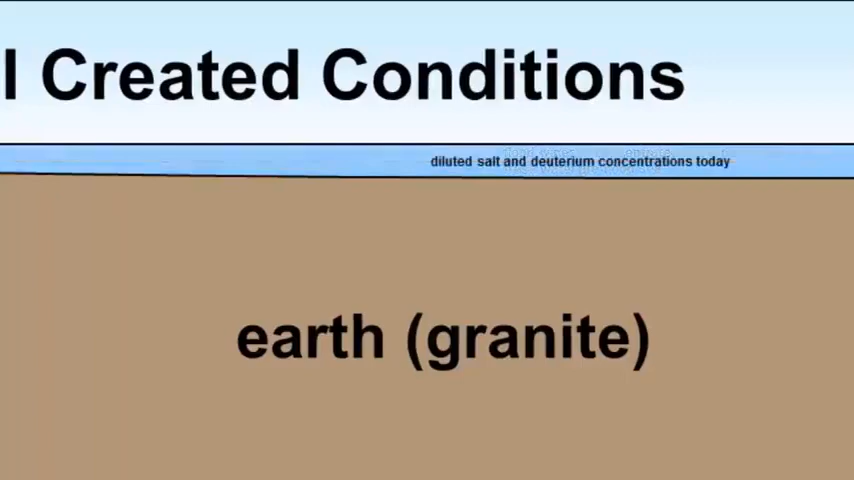 l Created Conditions
diluted salt and deuterium concentrations today
earth (granite)